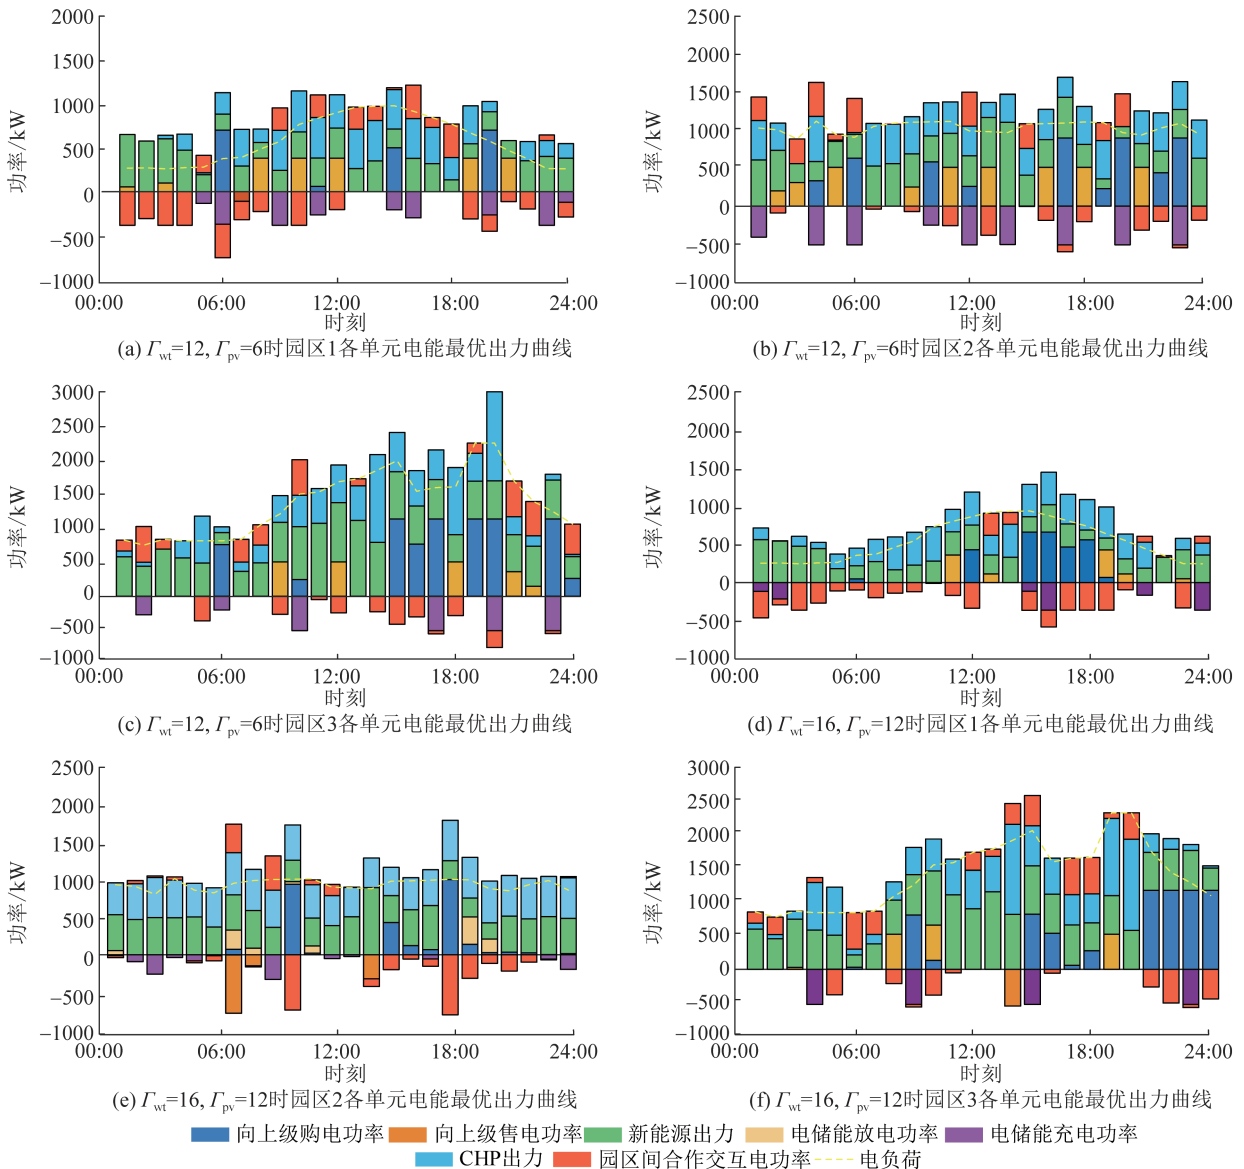 2000
1500
1000
500
0
−500
−1000
功率/kW
00:00 06:00 12:00 18:00 24:00
时刻
(a) Γwt=12, Γpv=6时园区1各单元电能最优出力曲线
2500
2000
1500
1000
500
0
−500
−1000
功率/kW
00:00 06:00 12:00 18:00 24:00
时刻
(b) Γwt=12, Γpv=6时园区2各单元电能最优出力曲线
3000
2500
2000
1500
1000
500
0
−500
−1000
功率/kW
00:00 06:00 12:00 18:00 24:00
时刻
(c) Γwt=12, Γpv=6时园区3各单元电能最优出力曲线
2500
2000
1500
1000
500
0
−500
−1000
功率/kW
00:00 06:00 12:00 18:00 24:00
时刻
(d) Γwt=16, Γpv=12时园区1各单元电能最优出力曲线
2500
2000
1500
1000
500
0
−500
−1000
功率/kW
00:00 06:00 12:00 18:00 24:00
时刻
(e) Γwt=16, Γpv=12时园区2各单元电能最优出力曲线
3000
2500
2000
1500
1000
500
0
−500
−1000
功率/kW
00:00 06:00 12:00 18:00 24:00
时刻
(f) Γwt=16, Γpv=12时园区3各单元电能最优出力曲线
向上级购电功率 向上级售电功率 新能源出力 电储能放电功率 电储能充电功率
CHP出力 园区间合作交互电功率 电负荷